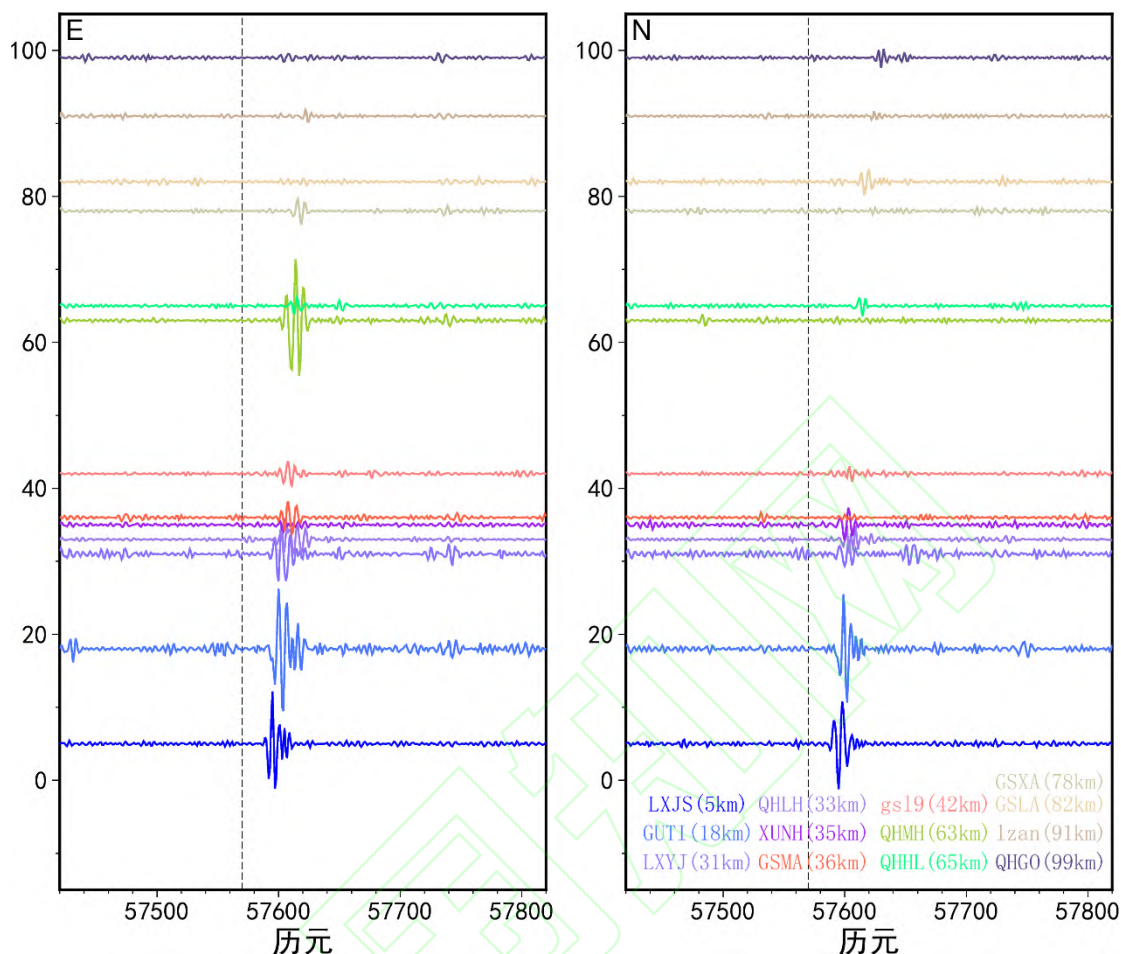 E
N
100
80
60
40
20
0
100
80
60
40
20
0
GSXA(78km)
LXJS(5km) QHLH(33km) gs19(42km) GSLA(82km)
GUT1(18km) XUNH(35km) QHMH(63km) lzan(91km)
LXYJ(31km) GSMA(36km) QHHL(65km) QHGO(99km)
57500 57600 57700 57800
57500 57600 57700 57800
历元
历元